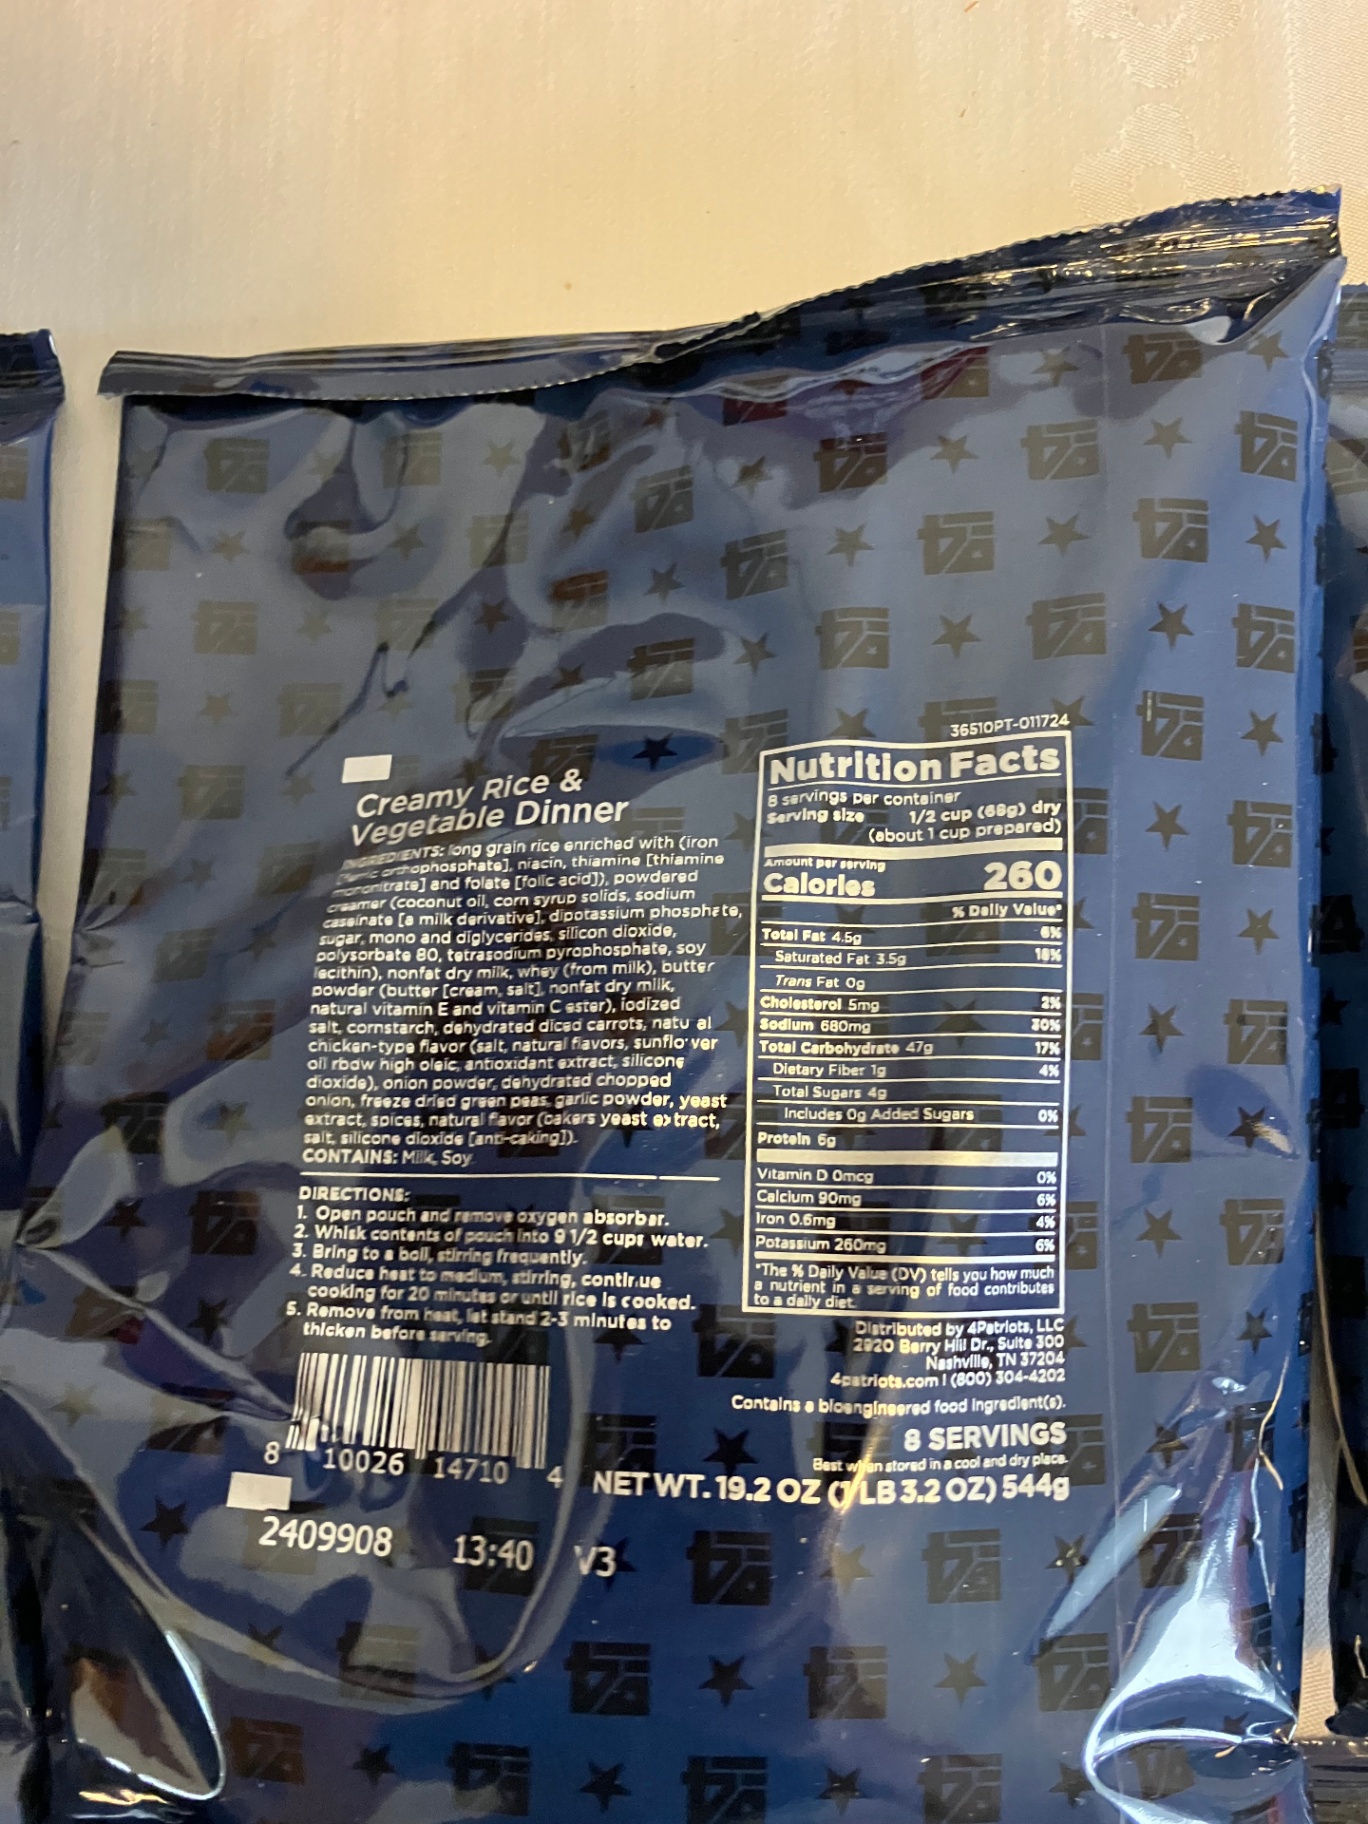 36510PT-011724
Creamy Rice &
Vegetable Dinner
INGREDIENTS: long grain rice enriched with (iron
[ferric orthophosphate], niacin, thiamine [thiamine
mononitrate] and folate [folic acid]), powdered
creamer (coconut oil, corn syrup solids, sodium
caseinate [a milk derivative], dipotassium phosphate,
sugar, mono and diglycerides, silicon dioxide,
polysorbate 80, tetrasodium pyrophosphate, soy
lecithin), nonfat dry milk, whey (from milk), butter
powder (butter [cream, salt], nonfat dry milk,
natural vitamin E and vitamin C ester), iodized
salt, cornstarch, dehydrated diced carrots, natu al
chicken-type flavor (salt, natural flavors, sunflower
oil rbdw high oleic, antioxidant extract, silicone
dioxide), onion powder, dehydrated chopped
onion, freeze dried green peas, garlic powder, yeast
extract, spices, natural flavor (bakers yeast extract,
salt, silicone dioxide [anti-caking]).
CONTAINS: Milk, Soy
DIRECTIONS:
1. Open pouch and remove oxygen absorber.
2. Whisk contents of pouch into 9 1/2 cups water.
3. Bring to a boil, stirring frequently.
4. Reduce heat to medium, stirring, continue
cooking for 20 minutes or until rice is cooked.
5. Remove from heat, let stand 2-3 minutes to
thicken before serving.
8 10026 14710 4
2409908 13:40 V3
Nutrition Facts
8 servings per container
Serving size 1/2 cup (68g) dry
(about 1 cup prepared)
Amount per serving
Calories 260
% Daily Value*
Total Fat 4.5g 6%
Saturated Fat 3.5g 18%
Trans Fat 0g
Cholesterol 5mg 2%
Sodium 680mg 30%
Total Carbohydrate 47g 17%
Dietary Fiber 1g 4%
Total Sugars 4g
Includes 0g Added Sugars 0%
Protein 6g
Vitamin D 0mcg 0%
Calcium 90mg 6%
Iron 0.6mg 4%
Potassium 260mg 6%
*The % Daily Value (DV) tells you how much
a nutrient in a serving of food contributes
to a daily diet.
Distributed by 4Patriots, LLC
2920 Berry Hill Dr., Suite 300
Nashville, TN 37204
4patriots.com | (800) 304-4202
Contains a bioengineered food ingredient(s).
8 SERVINGS
Best when stored in a cool and dry place.
NET WT. 19.2 OZ (1 LB 3.2 OZ) 544g